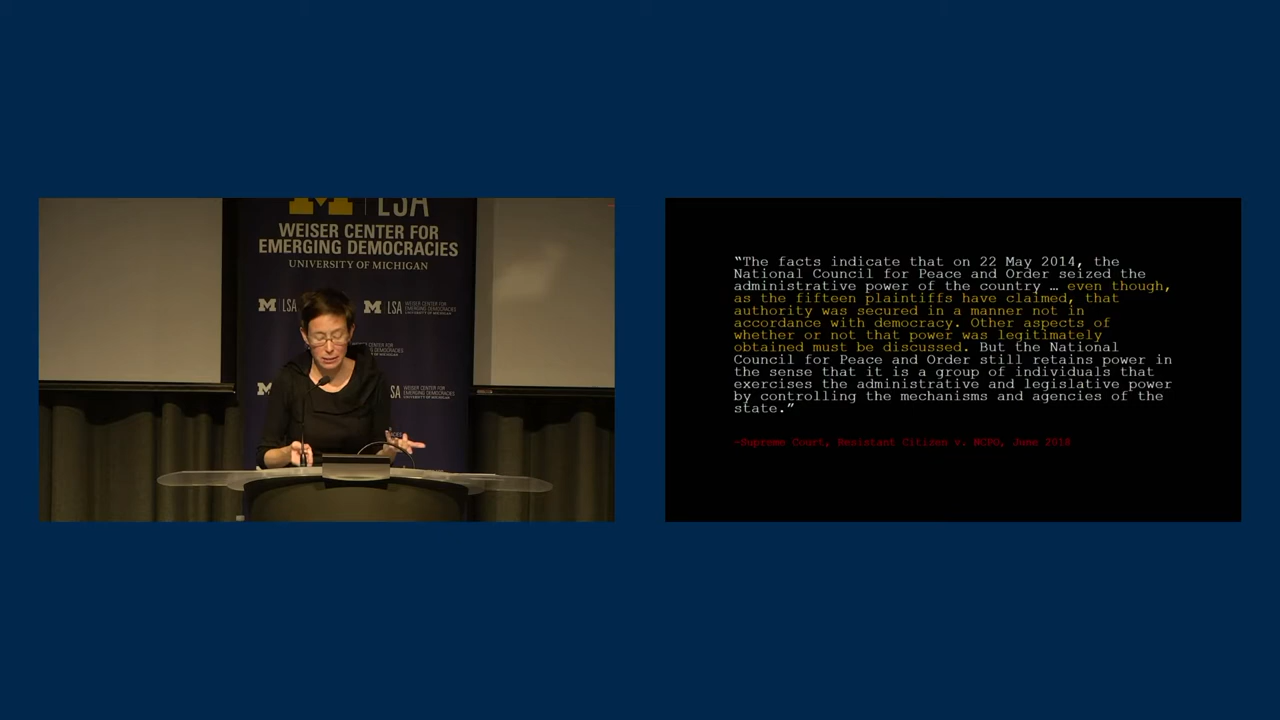 M LSA
WEISER CENTER FOR
EMERGING DEMOCRACIES
UNIVERSITY OF MICHIGAN
M LSA
M LSA WEISER CENTER FOR
EMERGING DEMOCRACIES
UNIVERSITY OF MICHIGAN
CENTER FOR
M
SA WEISER CENTER FOR
EMERGING DEMOCRACIES
“The facts indicate that on 22 May 2014, the
National Council for Peace and Order seized the
administrative power of the country … even though,
as the fifteen plaintiffs have claimed, that
authority was secured in a manner not in
accordance with democracy. Other aspects of
whether or not that power was legitimately
obtained must be discussed. But the National
Council for Peace and Order still retains power in
the sense that it is a group of individuals that
exercises the administrative and legislative power
by controlling the mechanisms and agencies of the
state.”
-Supreme Court, Resistant Citizen v. NCPO, June 2018